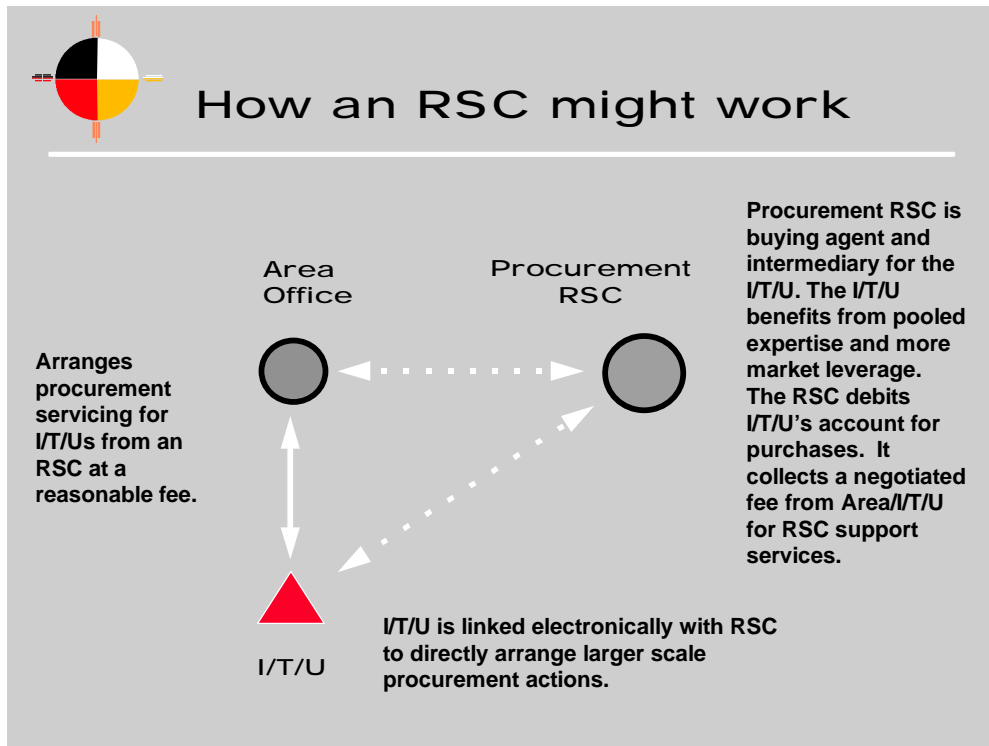 How an RSC might work
Area
Office
Procurement
RSC
Procurement RSC is
buying agent and
intermediary for the
I/T/U. The I/T/U
benefits from pooled
expertise and more
market leverage.
The RSC debits
I/T/U’s account for
purchases.  It
collects a negotiated
fee from Area/I/T/U
for RSC support
services.
Arranges
procurement
servicing for
I/T/Us from an
RSC at a
reasonable fee.
I/T/U
I/T/U is linked electronically with RSC
to directly arrange larger scale
procurement actions.